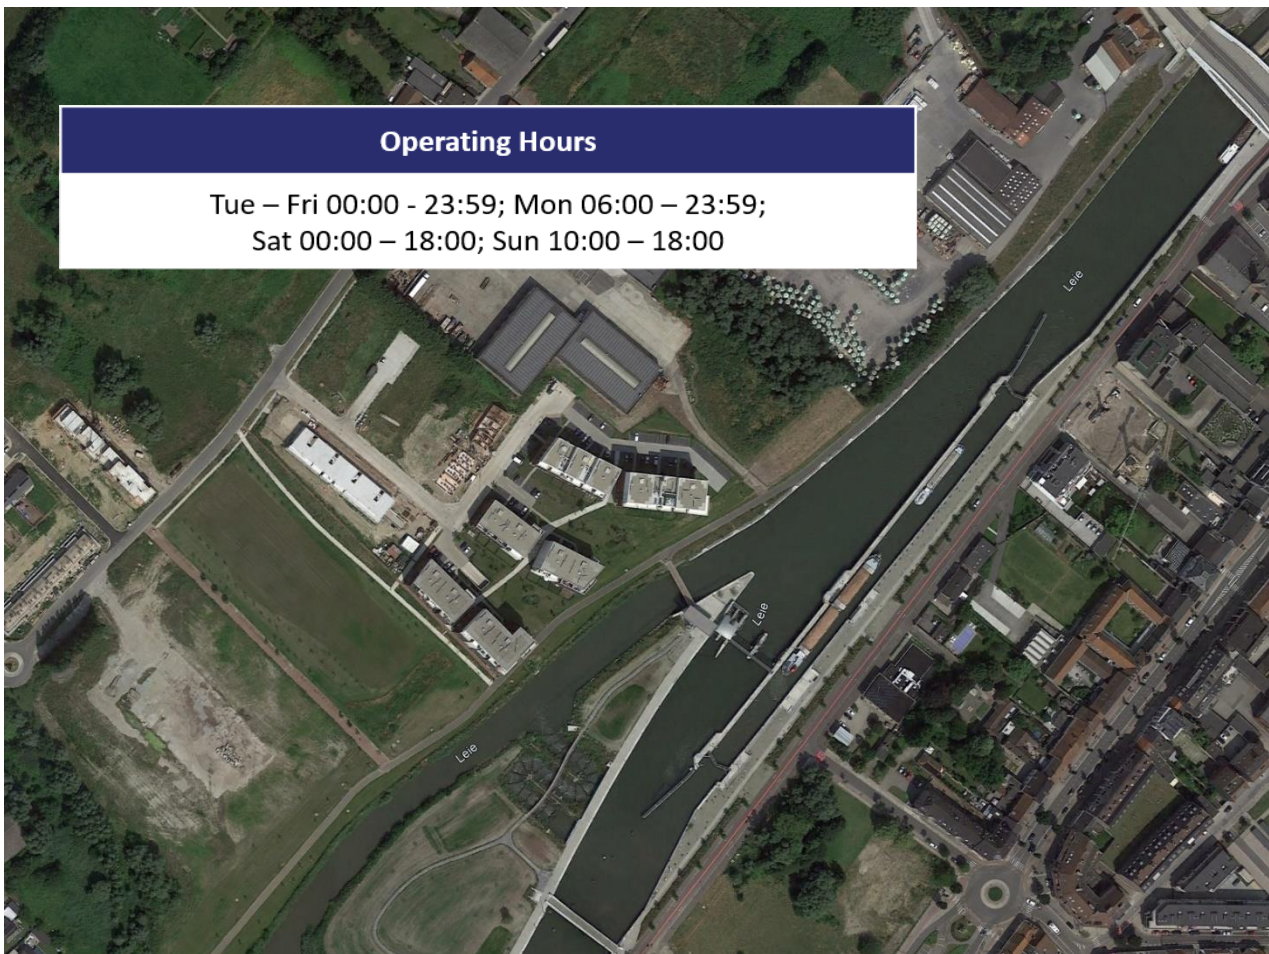 Operating Hours
Tue – Fri 00:00 - 23:59; Mon 06:00 – 23:59;
Sat 00:00 – 18:00; Sun 10:00 – 18:00
Leie
Leie
Leie